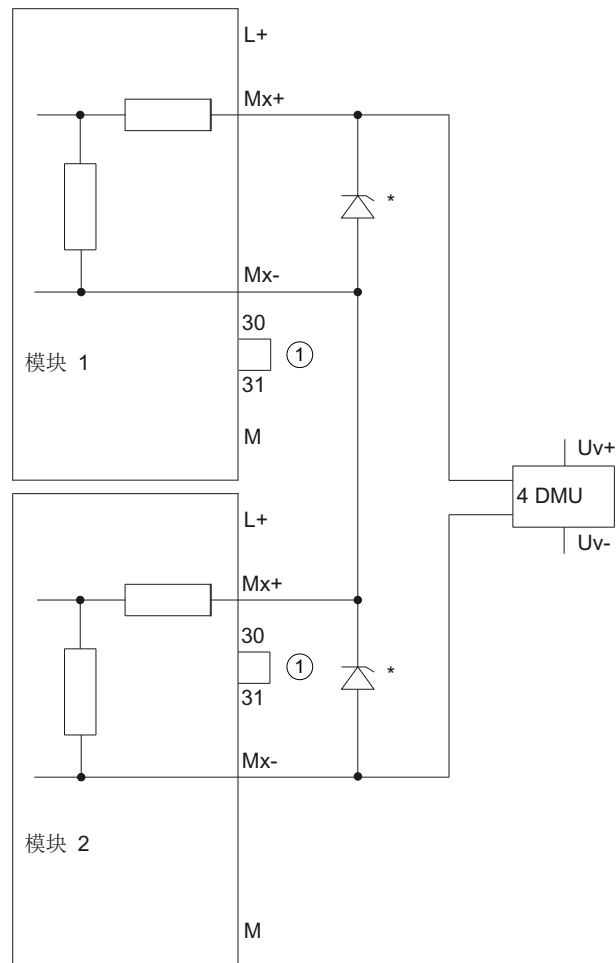 L+
Mx+
*
Mx-
30
模块 1
①
31
M
Uv+
4 DMU
L+
Uv-
Mx+
30
①
*
31
Mx-
模块 2
M